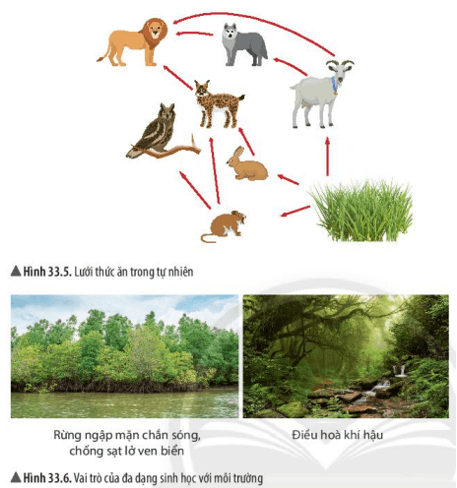 ▲Hình 33.5. Lưới thức ăn trong tự nhiên
Rừng ngập mặn chắn sóng,
chống sạt lở ven biển
Điều hoà khí hậu
▲Hình 33.6. Vai trò của đa dạng sinh học với môi trường